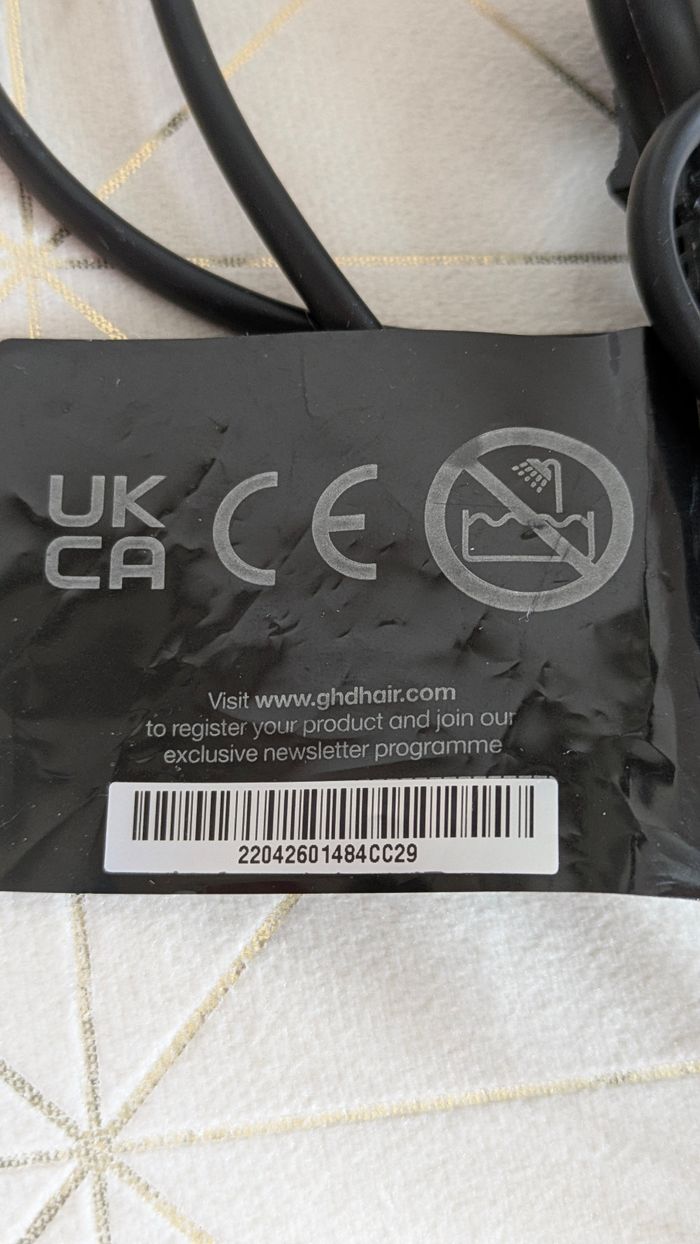 UK
CA
CE
Visit www.ghdhair.com
to register your product and join our
exclusive newsletter programme
22042601484CC29